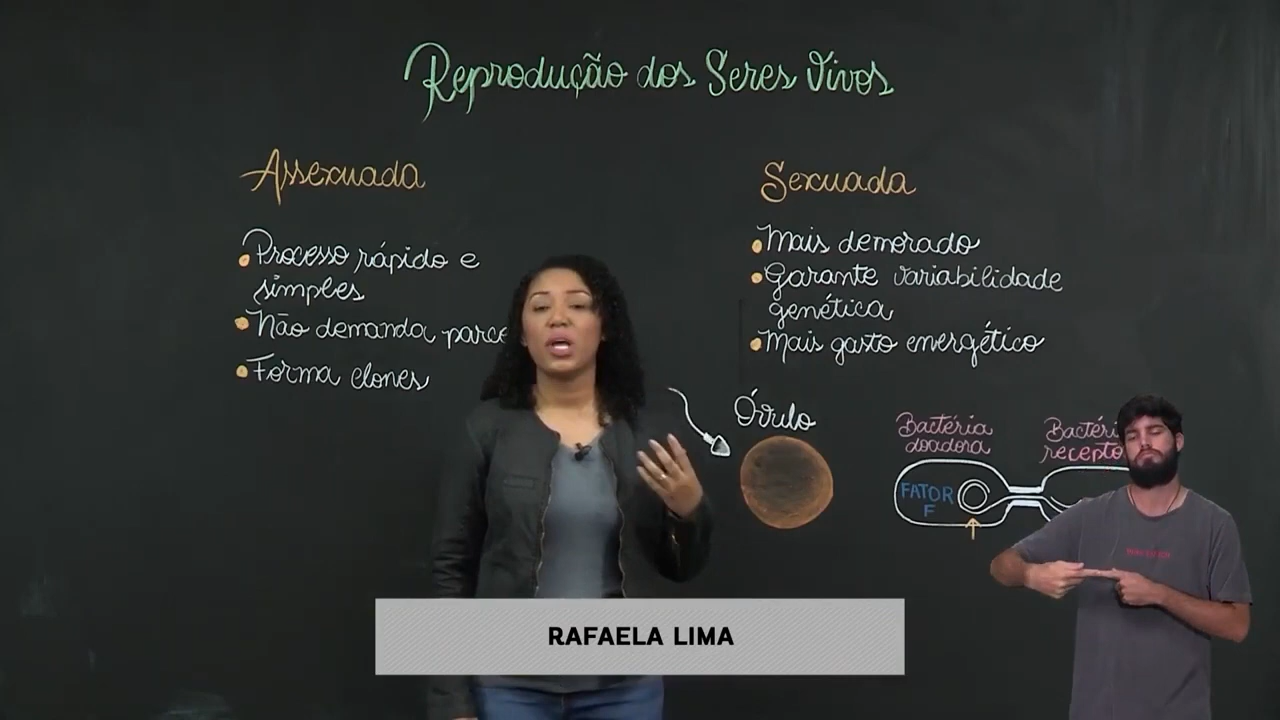 Reprodução dos Seres Vivos
Assexuada
Processo rápido e
simples
Não demanda parce
Forma clones
Sexuada
Mais demorado
Garante variabilidade
genética
Mais gasto energético
Óvulo
Bactéria
doadora
Bactéri
recepto
FATOR
F
RAFAELA LIMA